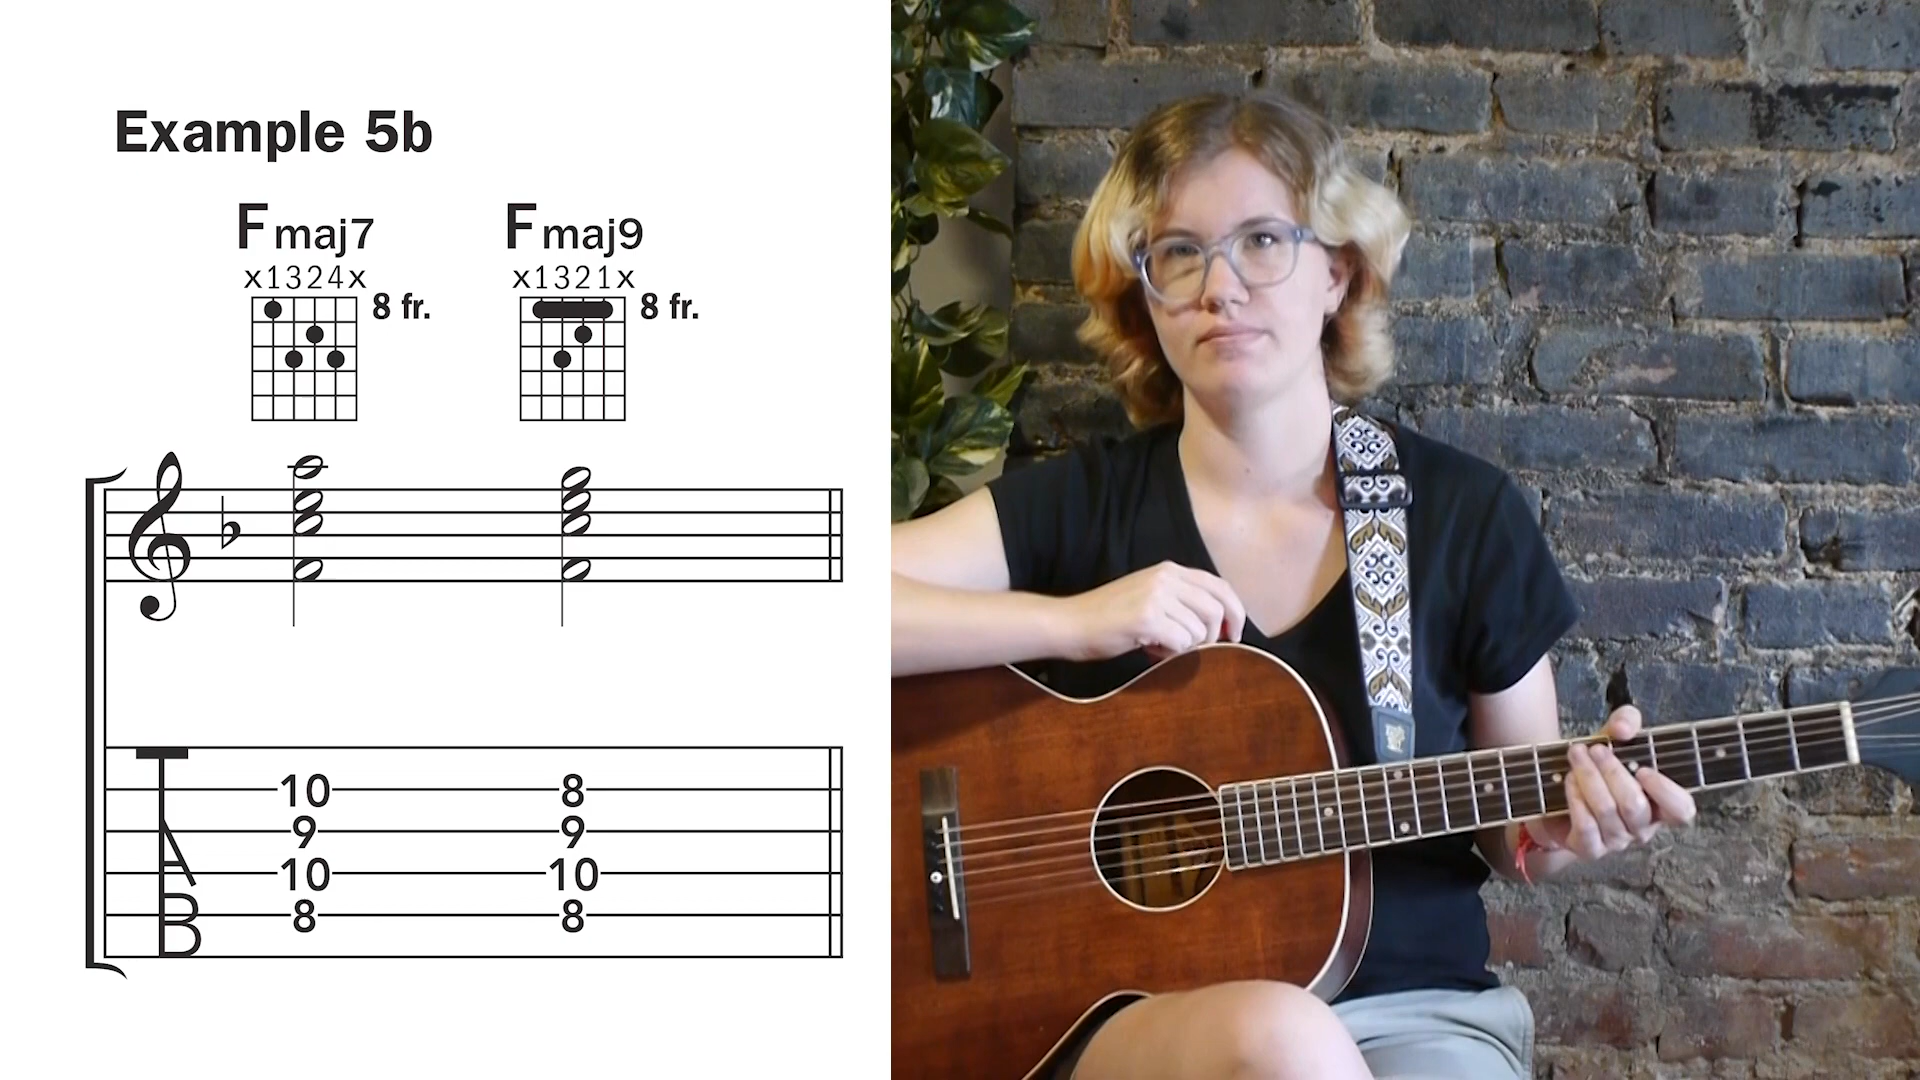 Example 5b
Fmaj7 Fmaj9
x1324x x1321x
8 fr. 8 fr.
T
A
B
10 8
9 9
10 10
8 8